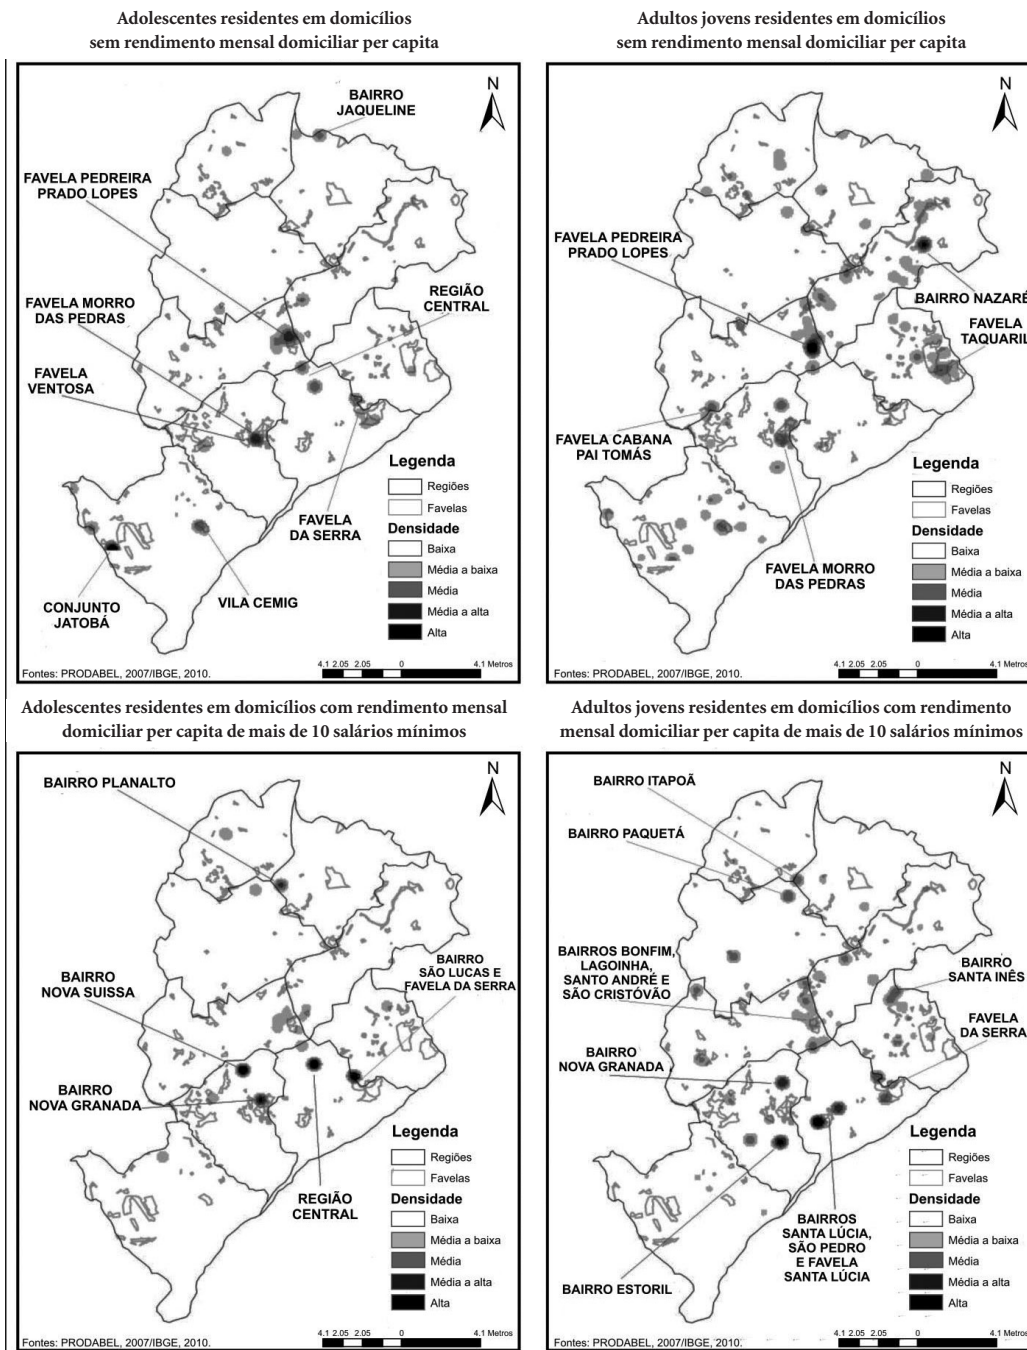 Adolescentes residentes em domicílios
sem rendimento mensal domiciliar per capita
N
BAIRRO
JAQUELINE
FAVELA PEDREIRA
PRADO LOPES
REGIÃO
CENTRAL
FAVELA MORRO
DAS PEDRAS
FAVELA
VENTOSA
FAVELA
DA SERRA
VILA CEMIG
CONJUNTO
JATOBÁ
Legenda
Regiões
Favelas
Densidade
Baixa
Média a baixa
Média
Média a alta
Alta
4.1 2.05 2.05 0 4.1 Metros
Fontes: PRODABEL, 2007/IBGE, 2010.
Adultos jovens residentes em domicílios
sem rendimento mensal domiciliar per capita
N
FAVELA PEDREIRA
PRADO LOPES
BAIRRO NAZARÉ
FAVELA
TAQUARIL
FAVELA CABANA
PAI TOMÁS
FAVELA MORRO
DAS PEDRAS
Legenda
Regiões
Favelas
Densidade
Baixa
Média a baixa
Média
Média a alta
Alta
4.1 2.05 2.05 0 4.1 Metros
Fontes: PRODABEL, 2007/IBGE, 2010.
Adolescentes residentes em domicílios com rendimento mensal
domiciliar per capita de mais de 10 salários mínimos
N
BAIRRO PLANALTO
BAIRRO
SÃO LUCAS E
FAVELA DA SERRA
BAIRRO
NOVA SUISSA
BAIRRO
NOVA GRANADA
REGIÃO
CENTRAL
Legenda
Regiões
Favelas
Densidade
Baixa
Média a baixa
Média
Média a alta
Alta
4.1 2.05 2.05 0 4.1 Metros
Fontes: PRODABEL, 2007/IBGE, 2010.
Adultos jovens residentes em domicílios com rendimento
mensal domiciliar per capita de mais de 10 salários mínimos
N
BAIRRO ITAPOÃ
BAIRRO PAQUETÁ
BAIRROS BONFIM,
LAGOINHA,
SANTO ANDRÉ E
SÃO CRISTÓVÃO
BAIRRO
SANTA INÊS
FAVELA
DA SERRA
BAIRRO
NOVA GRANADA
BAIRROS
SANTA LÚCIA,
SÃO PEDRO
E FAVELA
SANTA LÚCIA
BAIRRO ESTORIL
Legenda
Regiões
Favelas
Densidade
Baixa
Média a baixa
Média
Média a alta
Alta
4.1 2.05 2.05 0 4.1 Metros
Fontes: PRODABEL, 2007/IBGE, 2010.